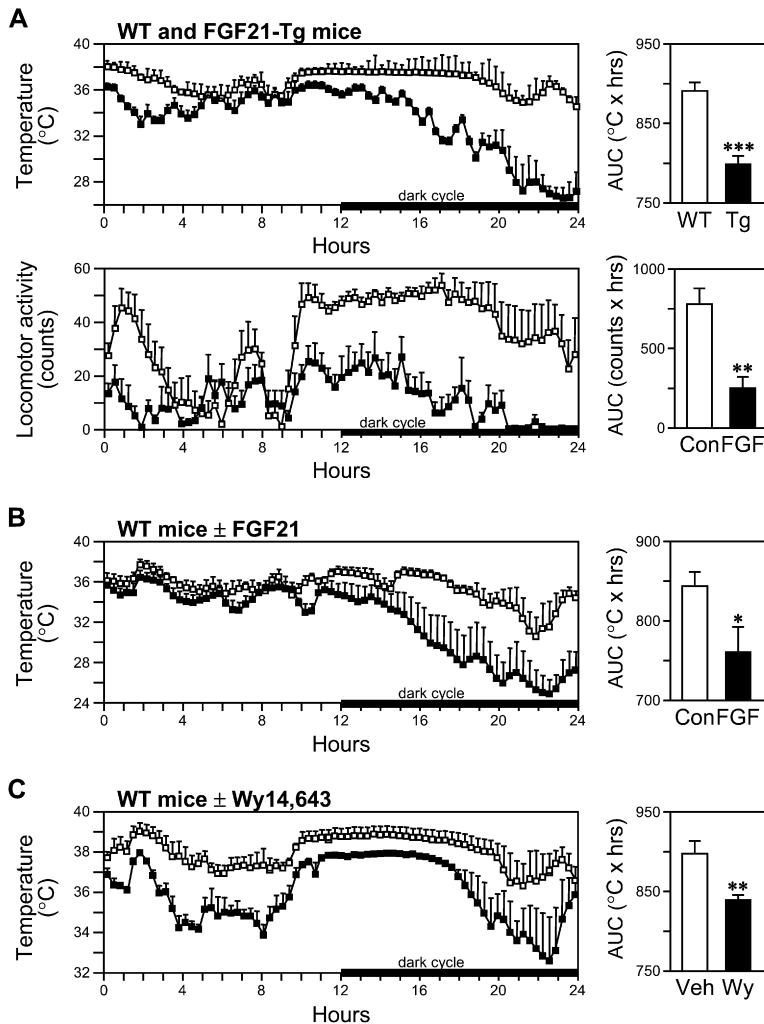 A
WT and FGF21-Tg mice
40
36
32
28
Temperature
(°C)
dark cycle
0 4 8 12 16 20 24
Hours
950
850
750
AUC (°C x hrs)
***
WT Tg
60
40
20
0
Locomotor activity
(counts)
dark cycle
0 4 8 12 16 20 24
Hours
1000
500
0
AUC (counts x hrs)
**
ConFGF
B
WT mice ± FGF21
40
36
32
28
24
Temperature
(°C)
dark cycle
0 4 8 12 16 20 24
Hours
900
800
700
AUC (°C x hrs)
*
ConFGF
C
WT mice ± Wy14,643
40
38
36
34
32
Temperature
(°C)
dark cycle
0 4 8 12 16 20 24
Hours
950
850
750
AUC (°C x hrs)
**
Veh Wy